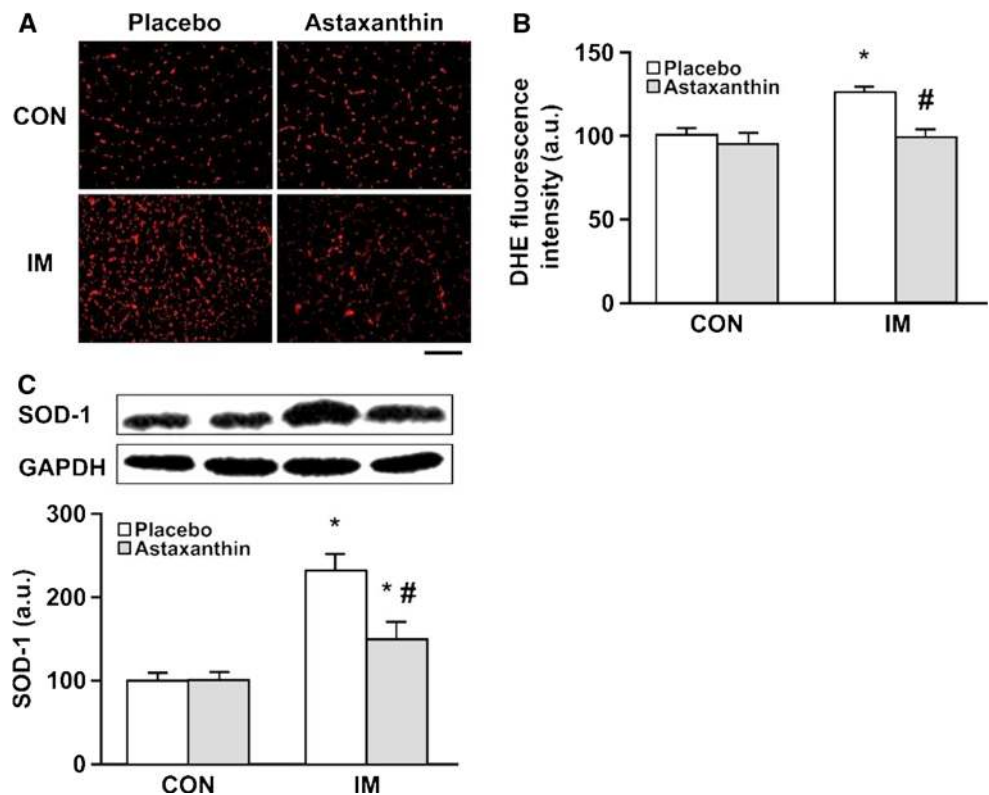 A
Placebo Astaxanthin
CON
IM
B
150
100
50
0
DHE fluorescence
intensity (a.u.)
Placebo
Astaxanthin
*
#
CON IM
C
SOD-1
GAPDH
300
200
100
0
SOD-1 (a.u.)
Placebo
Astaxanthin
*
* #
CON IM